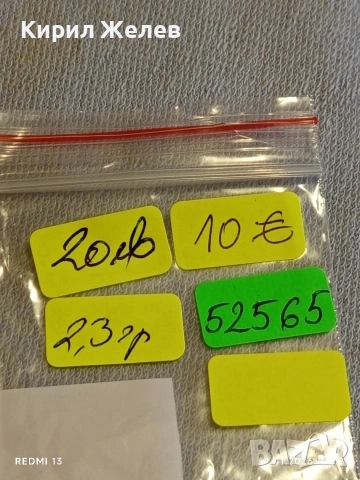 Кирил Желев
20лв
10 €
2,3гр
52565
REDMI 13